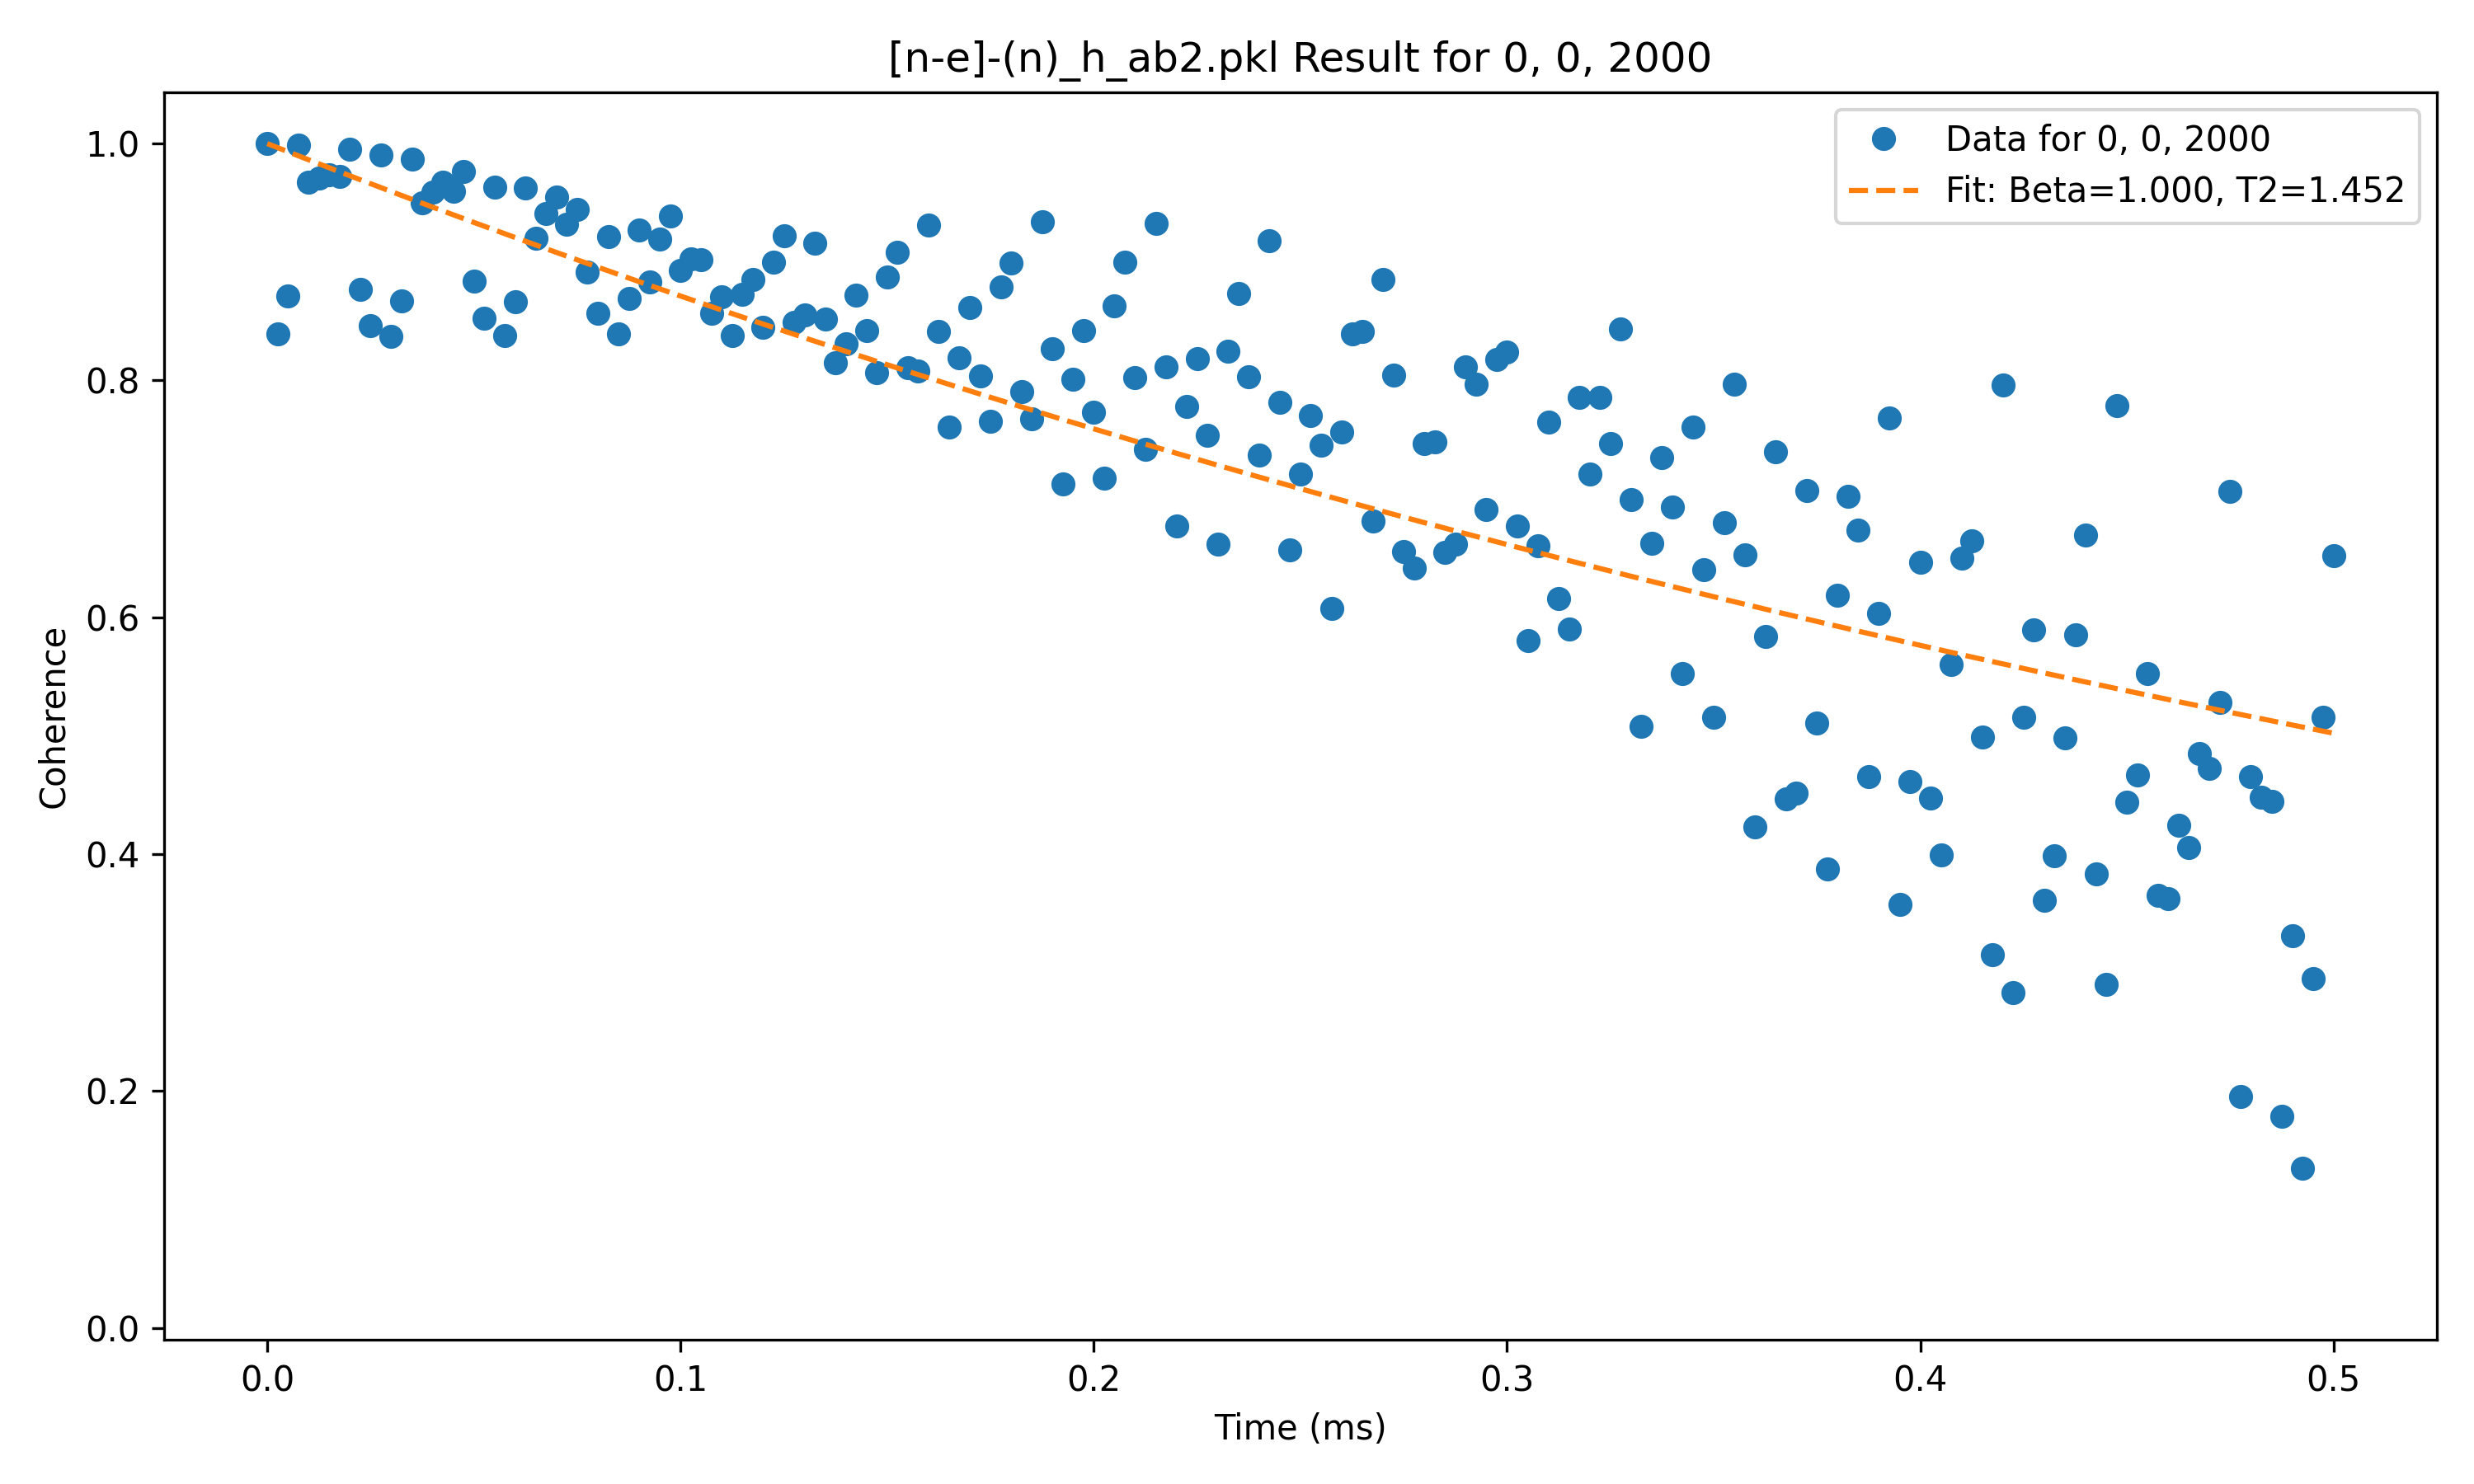 [n-e]-(n)_h_ab2.pkl Result for 0, 0, 2000
Data for 0, 0, 2000
Fit: Beta=1.000, T2=1.452
Coherence
1.0
0.8
0.6
0.4
0.2
0.0
0.0 0.1 0.2 0.3 0.4 0.5
Time (ms)